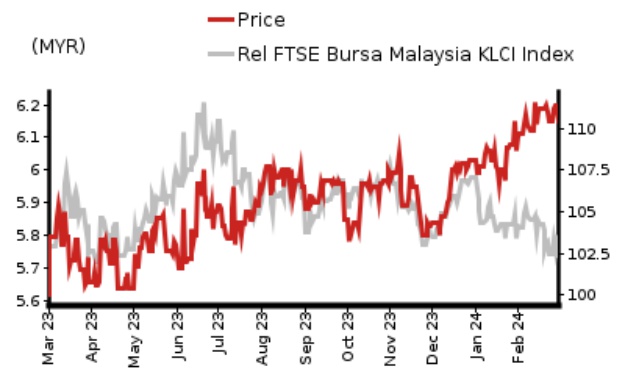 Price
(MYR)
Rel FTSE Bursa Malaysia KLCI Index
6.2
6.1
6
5.9
5.8
5.7
5.6
110
107.5
105
102.5
100
Mar 23
Apr 23
May 23
Jun 23
Jul 23
Aug 23
Sep 23
Oct 23
Nov 23
Dec 23
Jan 24
Feb 24